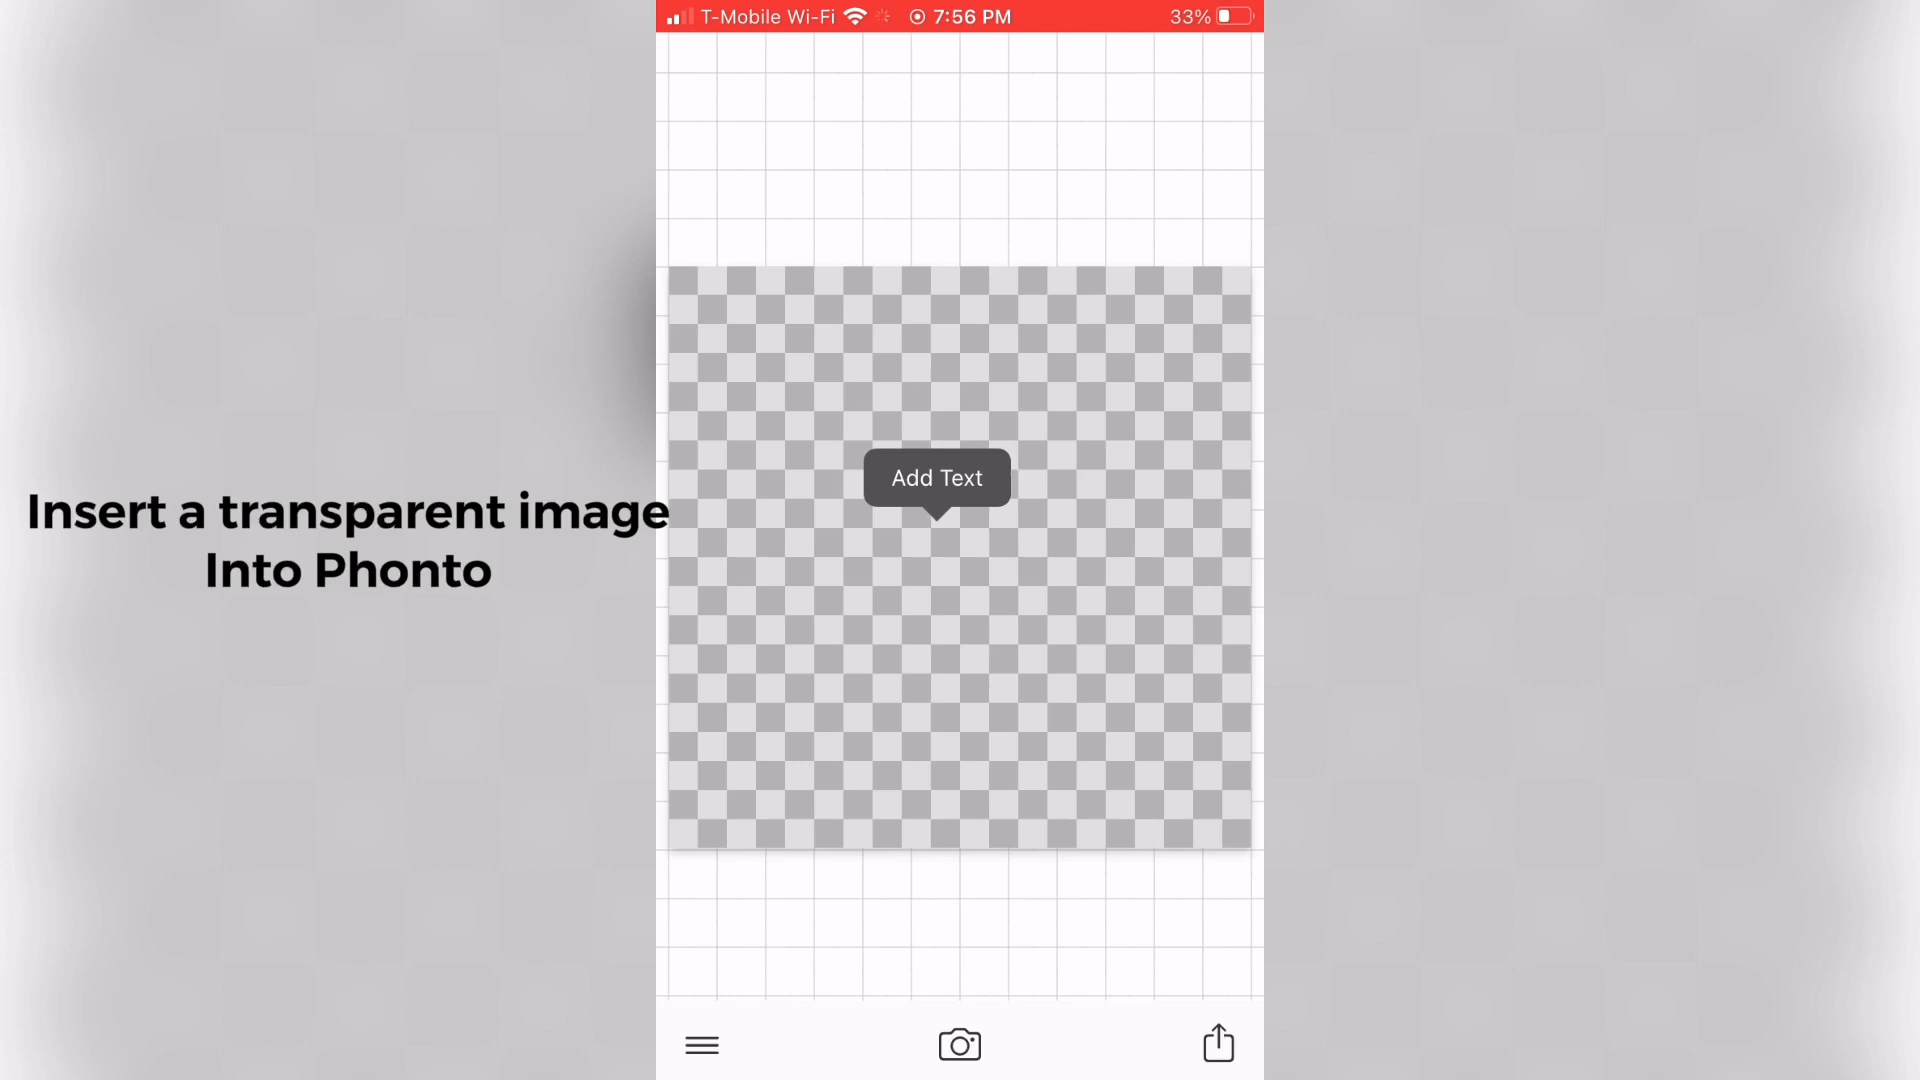 T-Mobile Wi-Fi 7:56 PM 33%
Add Text
Insert a transparent image
Into Phonto